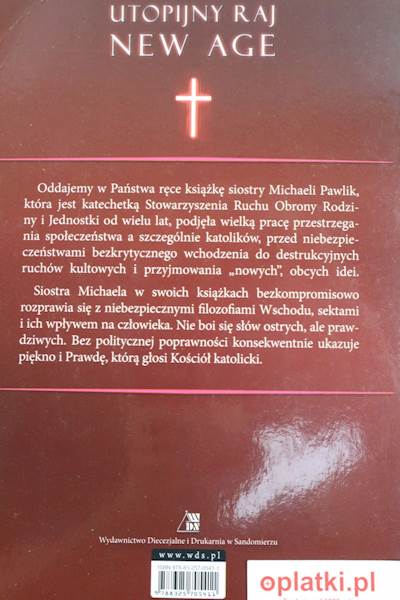 UTOPIJNY RAJ
NEW AGE
Oddajemy w Państwa ręce książkę siostry Michaeli Pawlik,
która jest katechetką Stowarzyszenia Ruchu Obrony Rodzi-
ny i Jednostki od wielu lat, podjęła wielką pracę przestrzega-
nia społeczeństwa a szczególnie katolików, przed niebezpie-
czeństwami bezkrytycznego wchodzenia do destrukcyjnych
ruchów kultowych i przyjmowania „nowych”, obcych idei.
Siostra Michaela w swoich książkach bezkompromisowo
rozprawia się z niebezpiecznymi filozofiami Wschodu, sektami
i ich wpływem na człowieka. Nie boi się słów ostrych, ale praw-
dziwych. Bez politycznej poprawności konsekwentnie ukazuje
piękno i Prawdę, którą głosi Kościół katolicki.
Wydawnictwo Diecezjalne i Drukarnia w Sandomierzu
www.wds.pl
oplatki.pl